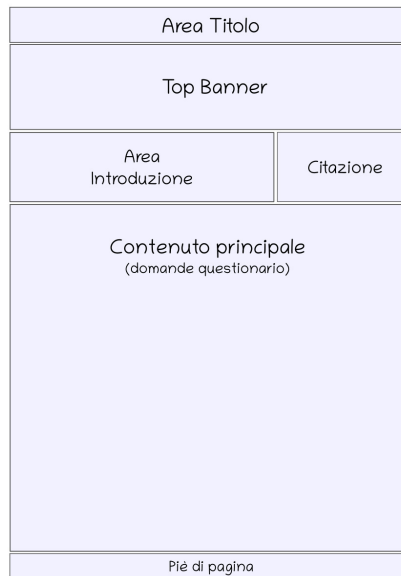 Area Titolo
Top Banner
Area
Introduzione
Citazione
Contenuto principale
(domande questionario)
Piè di pagina